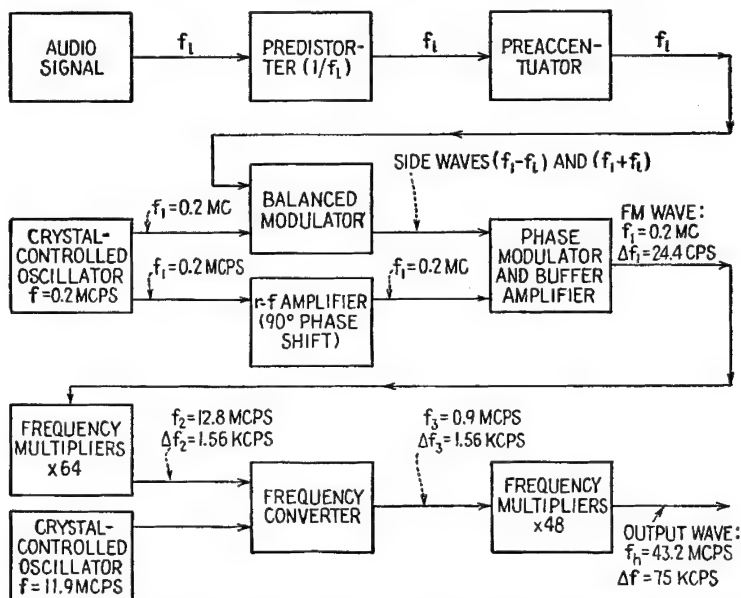 AUDIO
SIGNAL
f_l
PREDISTOR-
TER (1/f_l)
f_l
PREACCEN-
TUATOR
f_l
SIDE WAVES (f_1-f_l) AND (f_1+f_l)
CRYSTAL-
CONTROLLED
OSCILLATOR
f=0.2 MCPS
f_1=0.2 MC
BALANCED
MODULATOR
f_1=0.2 MCPS
r-f AMPLIFIER
(90° PHASE
SHIFT)
f_1=0.2 MC
PHASE
MODULATOR
AND BUFFER
AMPLIFIER
FM WAVE:
f_1=0.2 MC
Δf_1=24.4 CPS
FREQUENCY
MULTIPLIERS
x64
f_2=12.8 MCPS
Δf_2=1.56 KCPS
CRYSTAL-
CONTROLLED
OSCILLATOR
f=11.9 MCPS
FREQUENCY
CONVERTER
f_3=0.9 MCPS
Δf_3=1.56 KCPS
FREQUENCY
MULTIPLIERS
x48
OUTPUT WAVE:
f_h=43.2 MCPS
Δf=75 KCPS